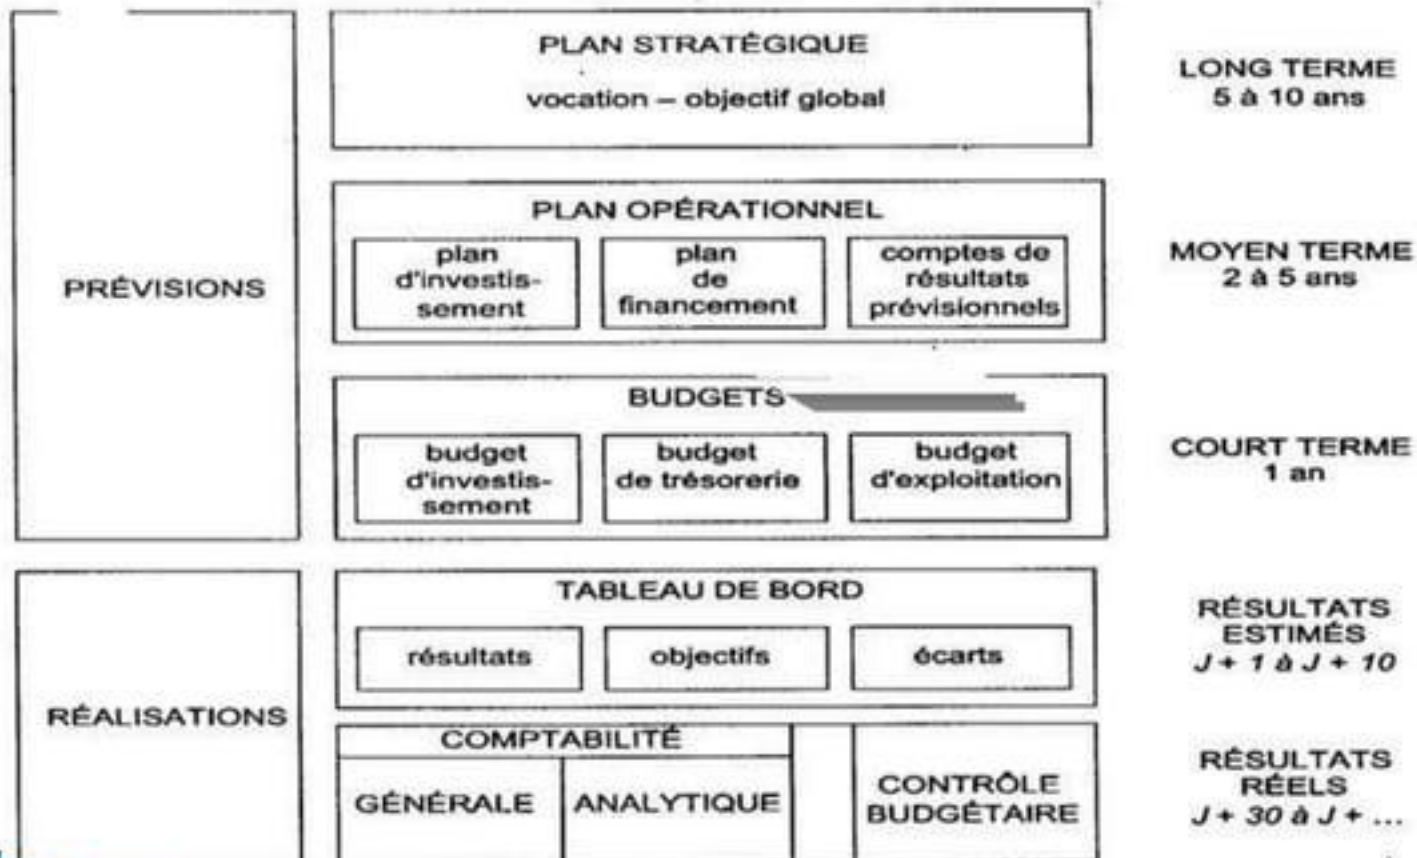 PLAN STRATÉGIQUE
vocation – objectif global
LONG TERME
5 à 10 ans
PRÉVISIONS
PLAN OPÉRATIONNEL
plan
d'investis-
sement
plan
de
financement
comptes de
résultats
prévisionnels
MOYEN TERME
2 à 5 ans
BUDGETS
budget
d'investis-
sement
budget
de trésorerie
budget
d'exploitation
COURT TERME
1 an
RÉALISATIONS
TABLEAU DE BORD
résultats
objectifs
écarts
RÉSULTATS
ESTIMÉS
J + 1 à J + 10
COMPTABILITÉ
GÉNÉRALE
ANALYTIQUE
CONTRÔLE
BUDGÉTAIRE
RÉSULTATS
RÉELS
J + 30 à J + ...